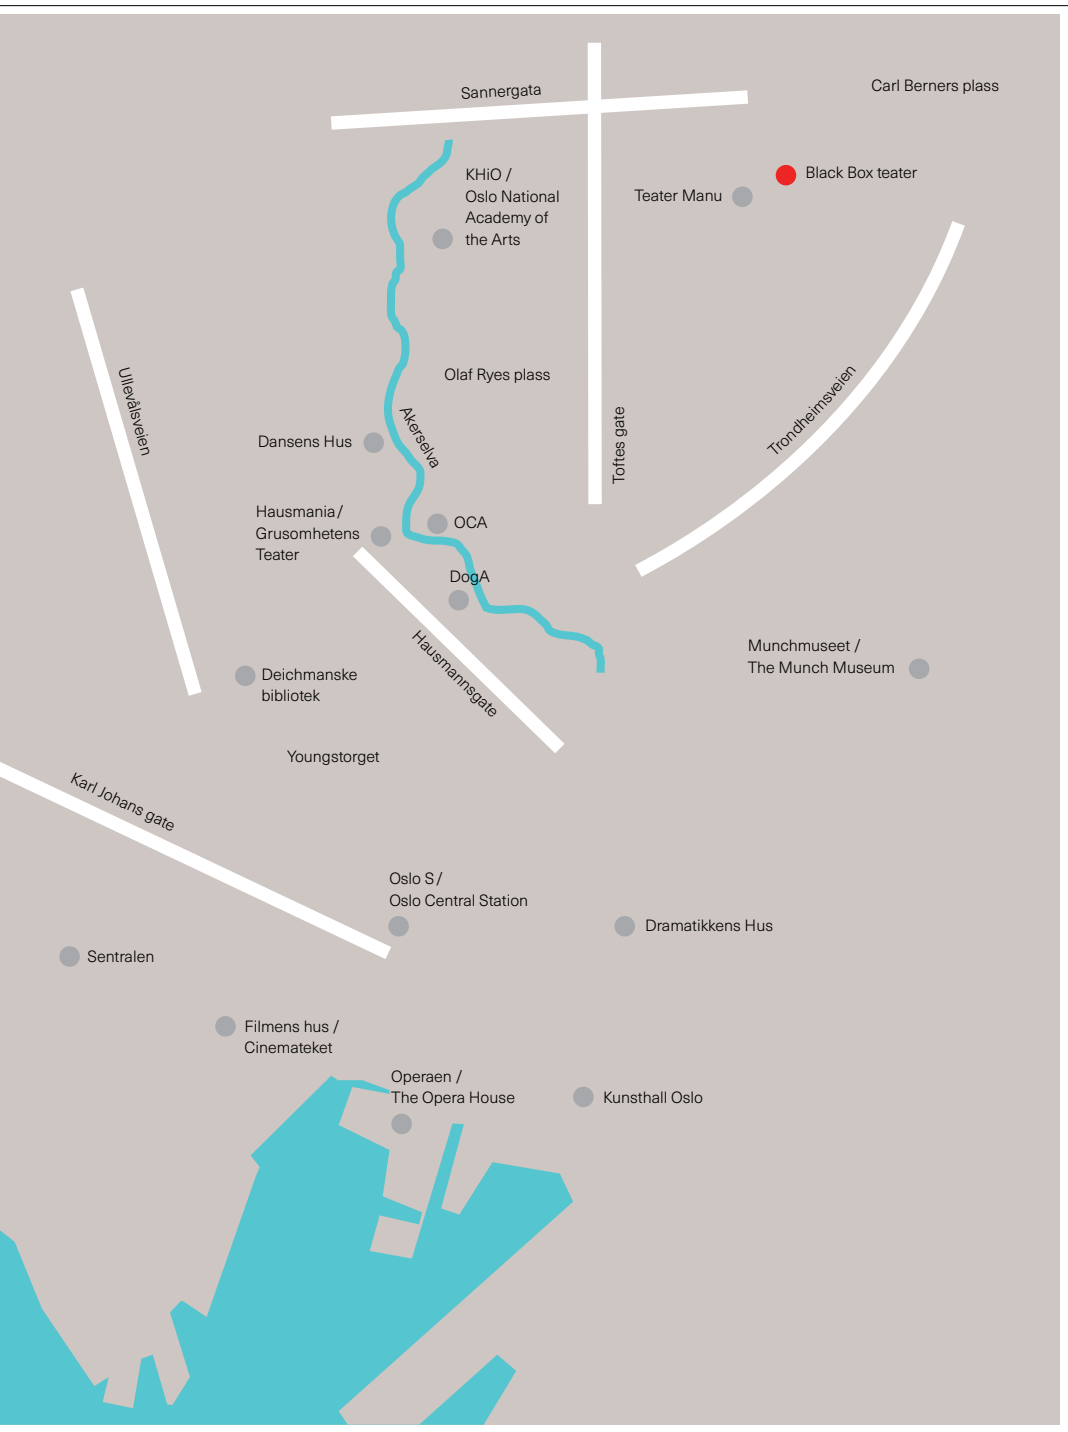 Carl Berners plass
Sannergata
Black Box teater
KHiO /
Oslo National
Academy of
the Arts
Teater Manu
Ullevålsveien
Olaf Ryes plass
Trondheimsveien
Akerselva
Toftes gate
Dansens Hus
Hausmania/
Grusomhetens
Teater
OCA
DogA
Hausmannsgate
Munchmuseet /
The Munch Museum
Deichmanske
bibliotek
Youngstorget
Karl Johans gate
Oslo S/
Oslo Central Station
Dramatikkens Hus
Sentralen
Filmens hus /
Cinemateket
Operaen /
The Opera House
Kunsthall Oslo